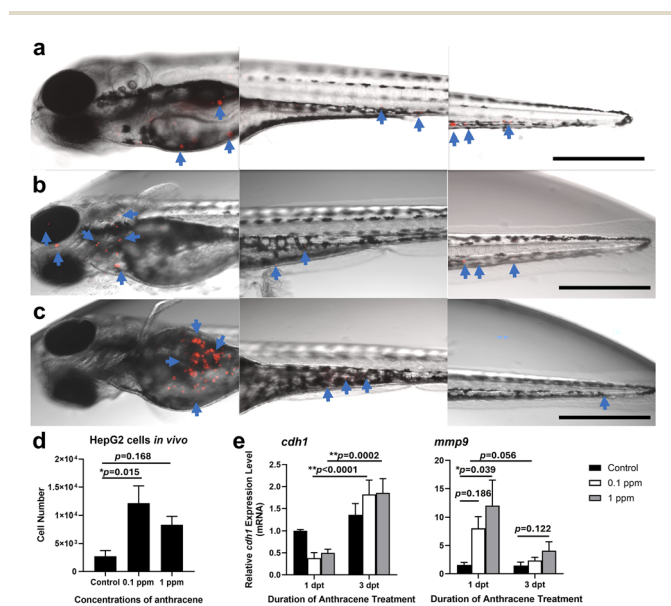 a
b
c
d
HepG2 cells in vivo
p=0.168
*p=0.015
2×10⁴
1.5×10⁴
1×10⁴
5×10³
0
Cell Number
Control 0.1 ppm 1 ppm
Concentrations of anthracene
e
cdh1
**p=0.0002
**p<0.0001
2.5
2.0
1.5
1.0
0.5
0.0
Relative cdh1 Expression Level
(mRNA)
1 dpt 3 dpt
Duration of Anthracene Treatment
mmp9
p=0.056
*p=0.039
p=0.186
p=0.122
20
15
10
5
0
1 dpt 3 dpt
Duration of Anthracene Treatment
Control
0.1 ppm
1 ppm